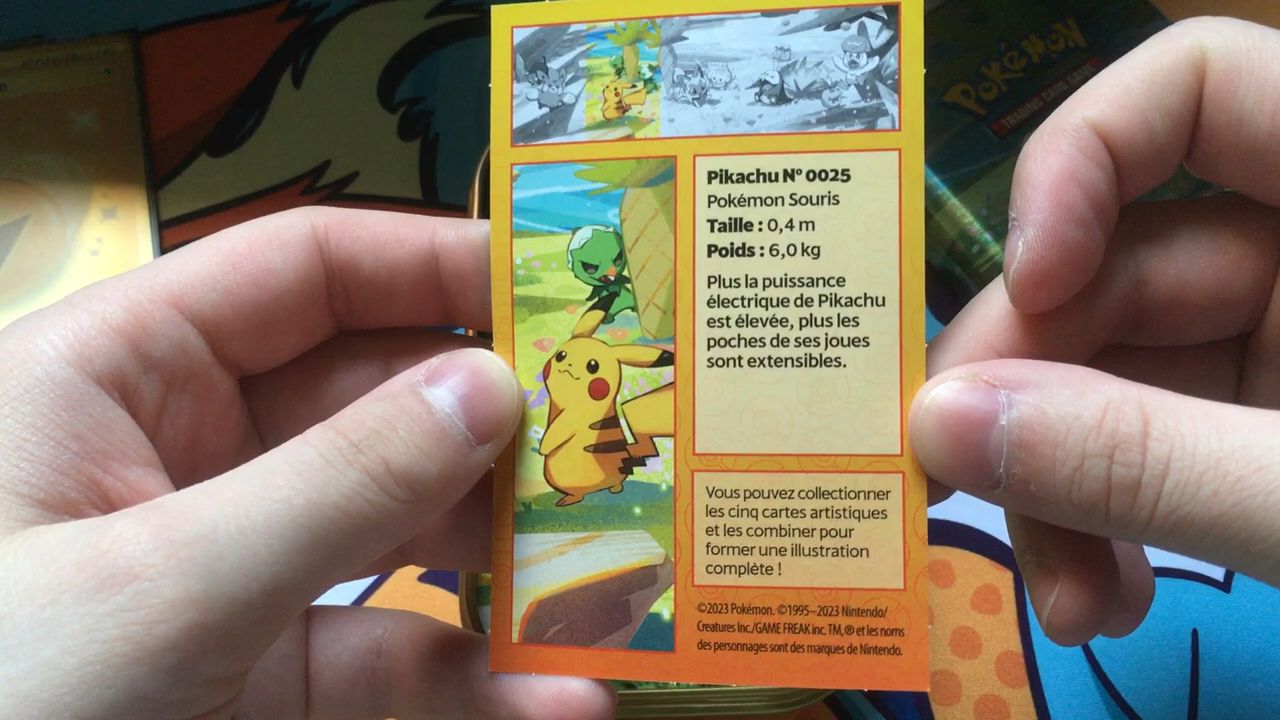 POKéMON
TRADING CARD GAME
Pikachu Nº 0025
Pokémon Souris
Taille : 0,4 m
Poids : 6,0 kg
Plus la puissance
électrique de Pikachu
est élevée, plus les
poches de ses joues
sont extensibles.
Vous pouvez collectionner
les cinq cartes artistiques
et les combiner pour
former une illustration
complète !
©2023 Pokémon. ©1995–2023 Nintendo/
Creatures Inc./GAME FREAK inc. TM,® et les noms
des personnages sont des marques de Nintendo.